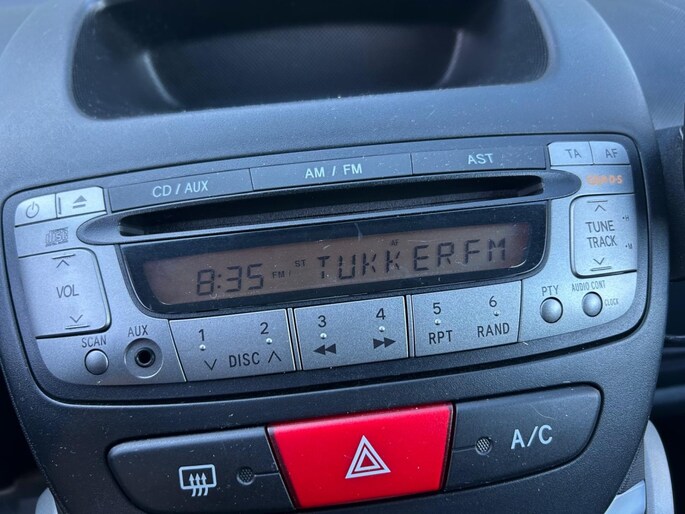 AM / FM
AST
TA
AF
CD / AUX
TUNE
TRACK
VOL
AF
8:35 FM I ST TUKKERFM
SCAN
AUX
1
2
DISC
3
4
5
RPT
6
RAND
PTY
AUDIO CONT
CLOCK
A/C